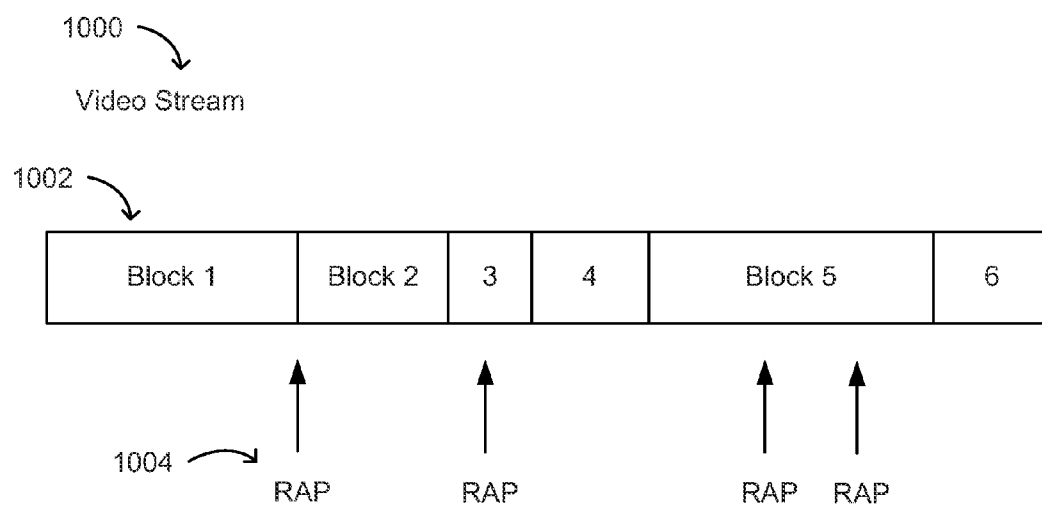 1000
Video Stream
1002
Block 1 Block 2 3 4 Block 5 6
1004
RAP RAP RAP RAP